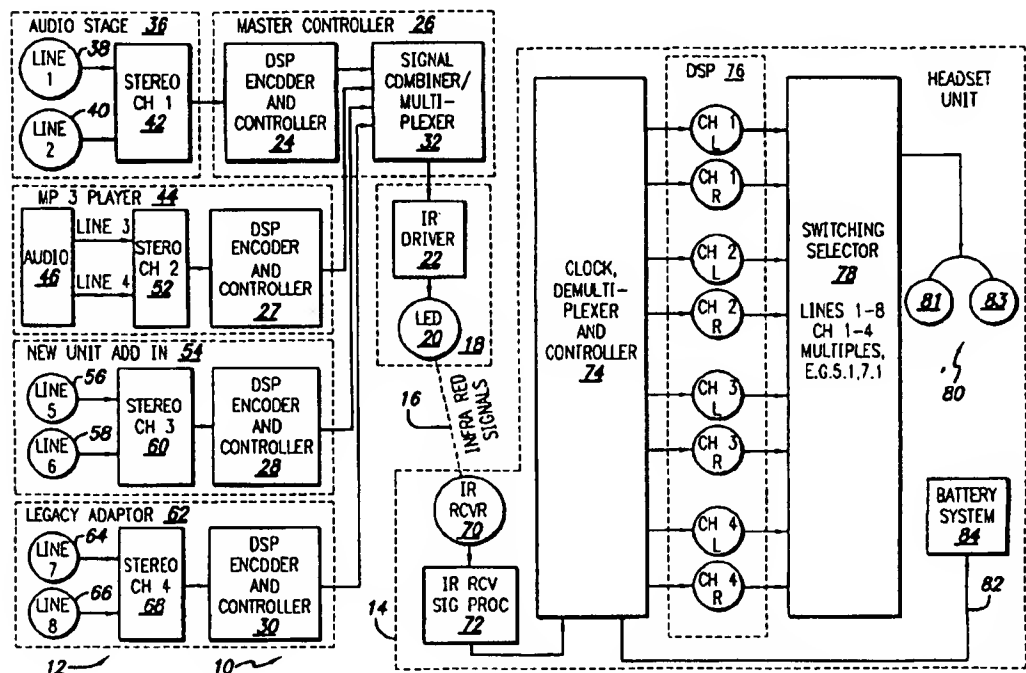 AUDIO STAGE 36
LINE 1
38
LINE 2
40
STEREO
CH 1
42
MASTER CONTROLLER 26
DSP
ENCODER
AND
CONTROLLER
24
SIGNAL
COMBINER/
MULTI-
PLEXER
32
MP 3 PLAYER 44
AUDIO
46
LINE 3
LINE 4
STEREO
CH 2
52
DSP
ENCODER
AND
CONTROLLER
27
IR
DRIVER
22
LED
20
18
NEW UNIT ADD IN 54
LINE 5
56
LINE 6
58
STEREO
CH 3
60
DSP
ENCODER
AND
CONTROLLER
28
16
INFRA RED
SIGNALS
LEGACY ADAPTOR 62
LINE 7
64
LINE 8
66
STEREO
CH 4
68
DSP
ENCODER
AND
CONTROLLER
30
12
10
IR
RCVR
70
IR RCV
SIG PROC
72
14
CLOCK,
DEMULTI-
PLEXER
AND
CONTROLLER
74
DSP 76
CH 1
L
CH 1
R
CH 2
L
CH 2
R
CH 3
L
CH 3
R
CH 4
L
CH 4
R
SWITCHING
SELECTOR
78
LINES 1-8
CH 1-4
MULTIPLES,
E.G.5.1,7.1
HEADSET
UNIT
81
83
80
BATTERY
SYSTEM
84
82